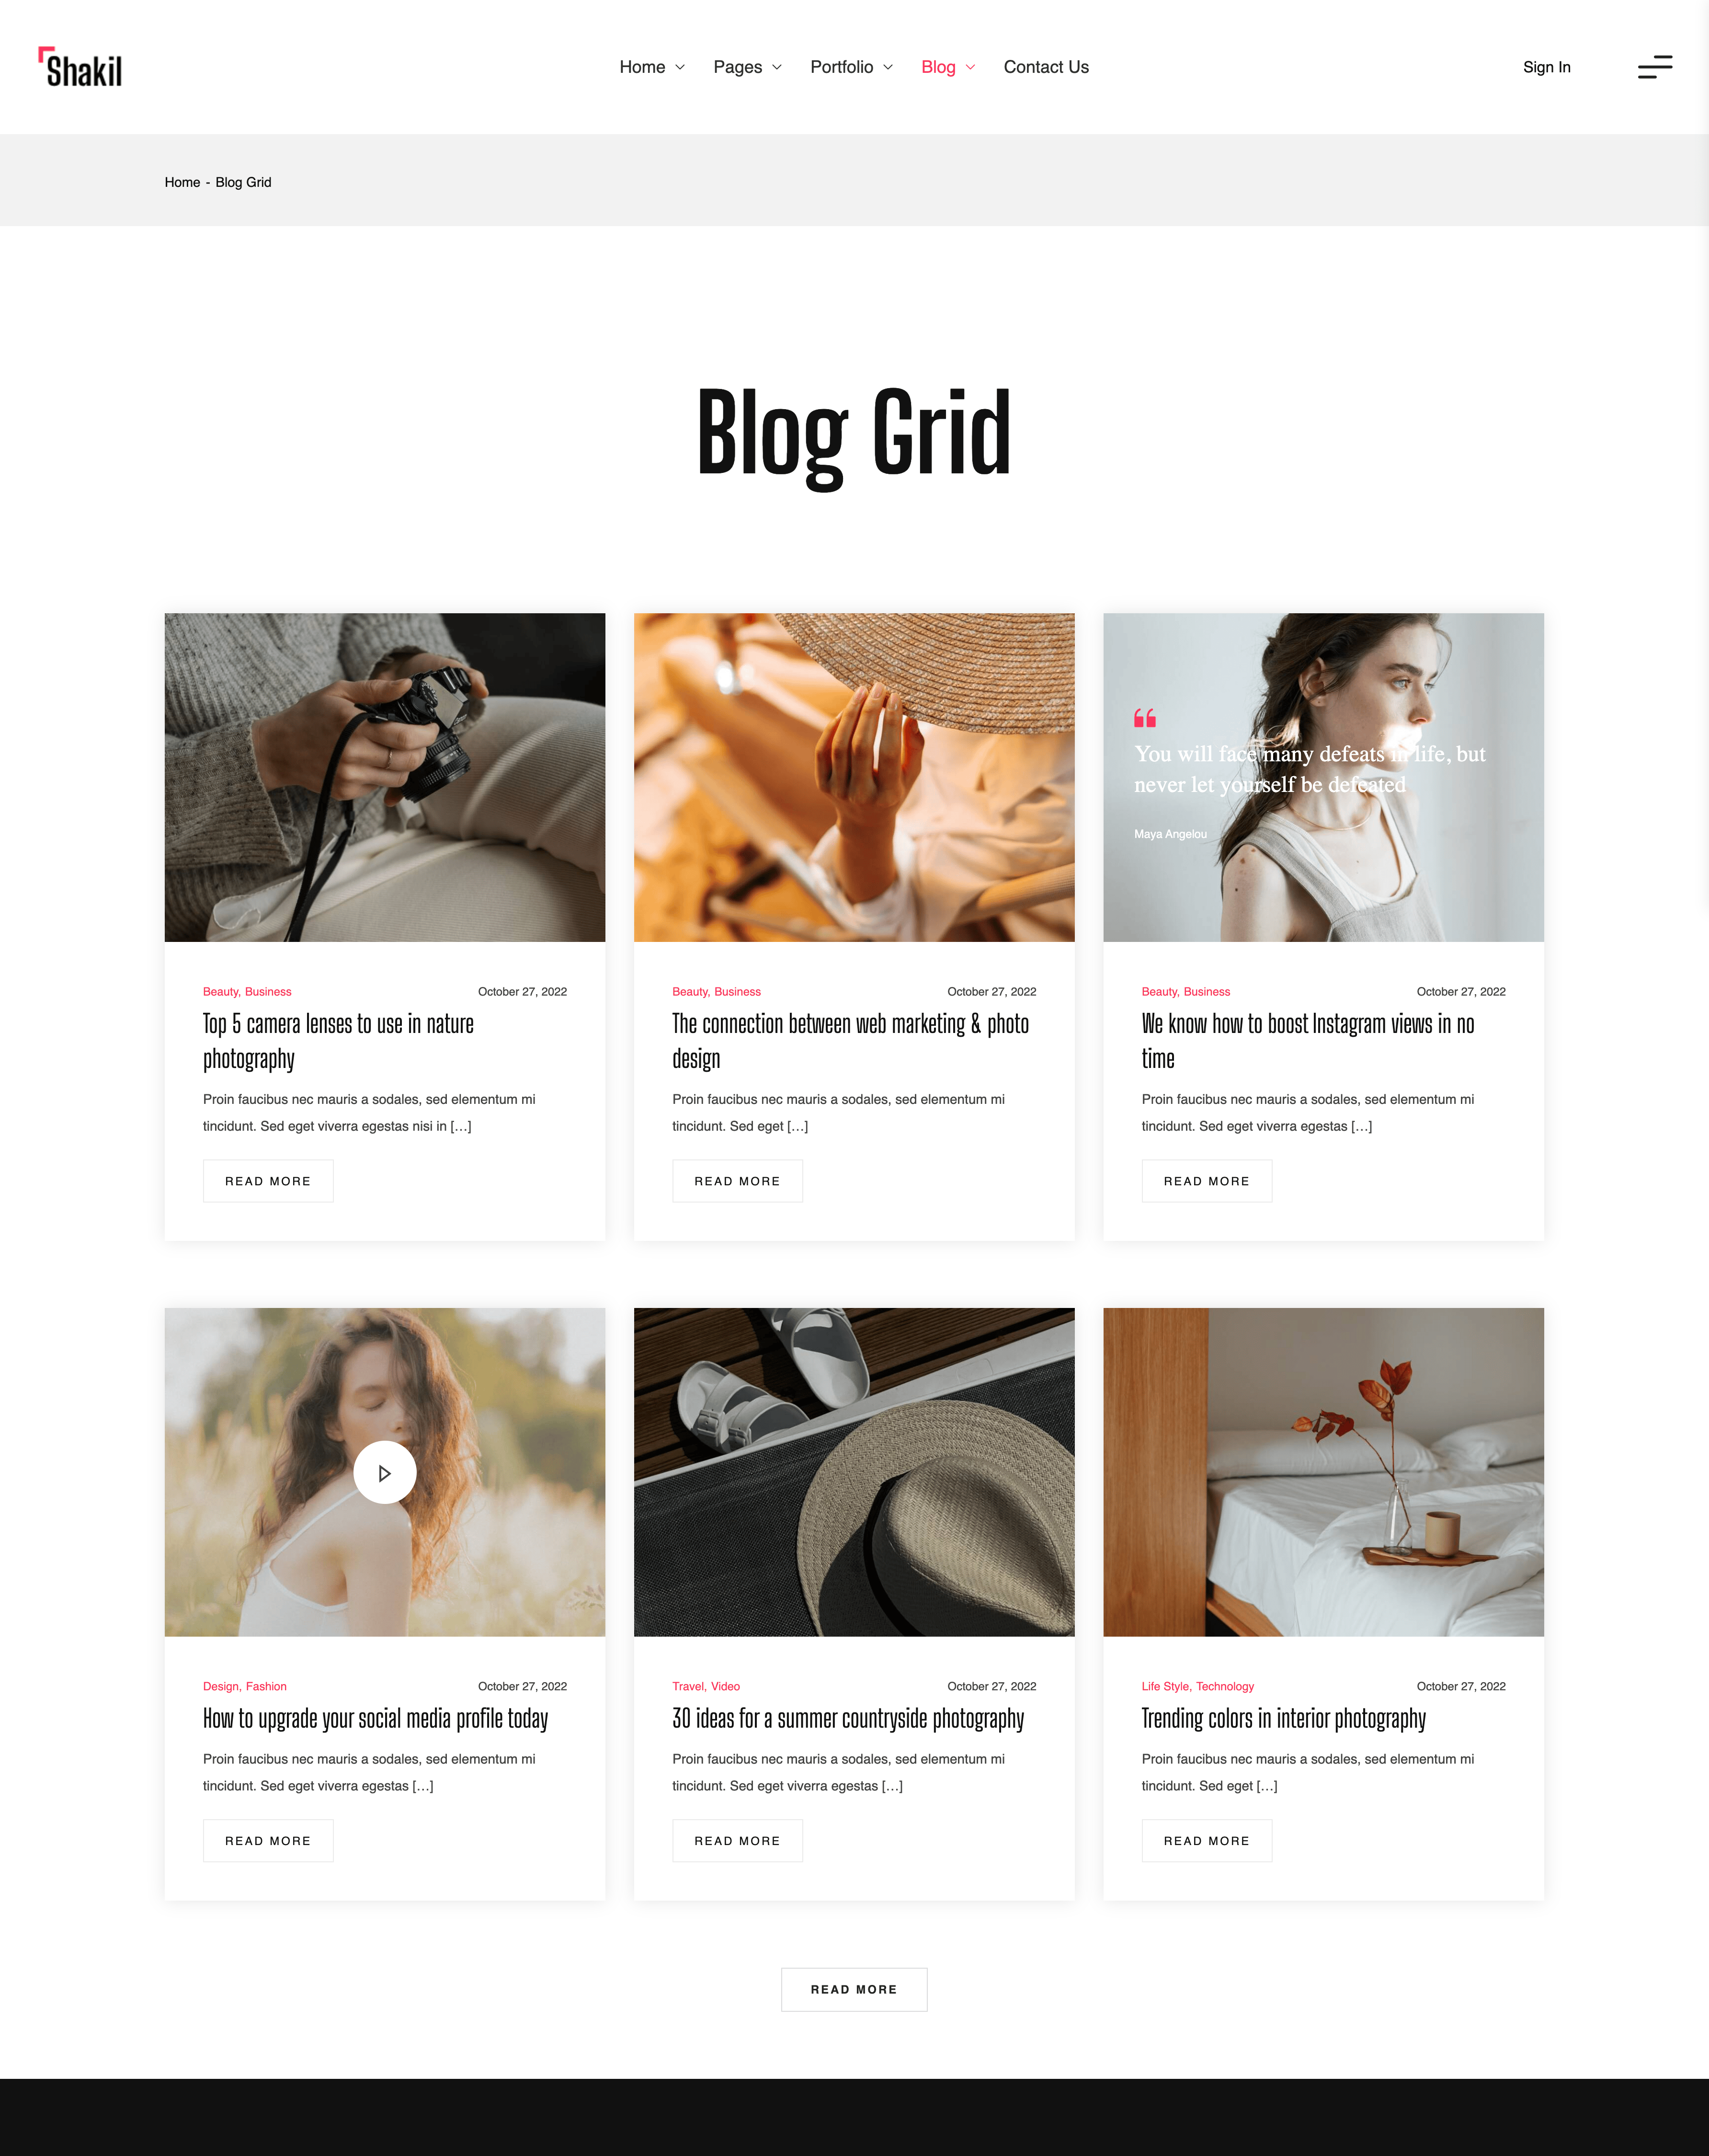 Shakil
Home Pages Portfolio Blog Contact Us
Sign In
Home - Blog Grid
Blog Grid
You will face many defeats in life, but
never let yourself be defeated
Maya Angelou
Beauty, Business October 27, 2022
Top 5 camera lenses to use in nature
photography
Proin faucibus nec mauris a sodales, sed elementum mi
tincidunt. Sed eget viverra egestas nisi in […]
READ MORE
Beauty, Business October 27, 2022
The connection between web marketing & photo
design
Proin faucibus nec mauris a sodales, sed elementum mi
tincidunt. Sed eget […]
READ MORE
Beauty, Business October 27, 2022
We know how to boost Instagram views in no
time
Proin faucibus nec mauris a sodales, sed elementum mi
tincidunt. Sed eget viverra egestas […]
READ MORE
Design, Fashion October 27, 2022
How to upgrade your social media profile today
Proin faucibus nec mauris a sodales, sed elementum mi
tincidunt. Sed eget viverra egestas […]
READ MORE
Travel, Video October 27, 2022
30 ideas for a summer countryside photography
Proin faucibus nec mauris a sodales, sed elementum mi
tincidunt. Sed eget viverra egestas […]
READ MORE
Life Style, Technology October 27, 2022
Trending colors in interior photography
Proin faucibus nec mauris a sodales, sed elementum mi
tincidunt. Sed eget […]
READ MORE
READ MORE